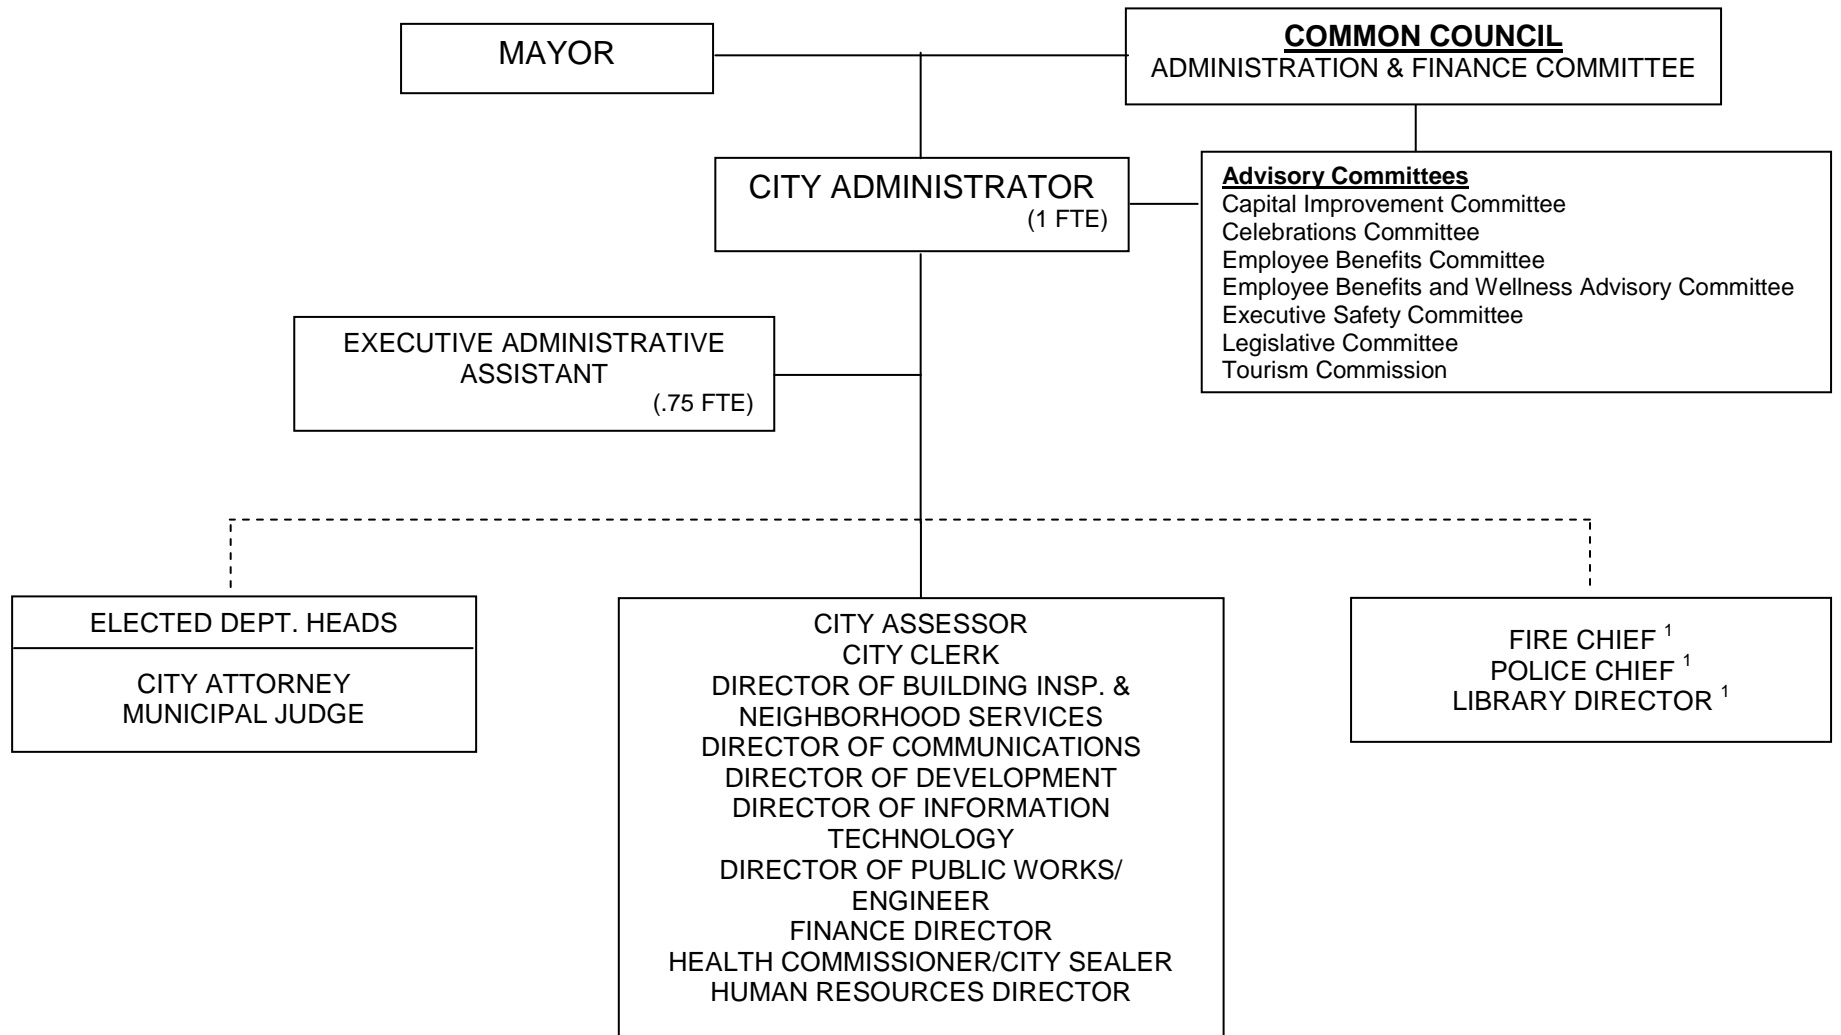 MAYOR
COMMON COUNCIL
ADMINISTRATION & FINANCE COMMITTEE
CITY ADMINISTRATOR
(1 FTE)
Advisory Committees
Capital Improvement Committee
Celebrations Committee
Employee Benefits Committee
Employee Benefits and Wellness Advisory Committee
Executive Safety Committee
Legislative Committee
Tourism Commission
EXECUTIVE ADMINISTRATIVE
ASSISTANT
(.75 FTE)
ELECTED DEPT. HEADS
CITY ATTORNEY
MUNICIPAL JUDGE
CITY ASSESSOR
CITY CLERK
DIRECTOR OF BUILDING INSP. &
NEIGHBORHOOD SERVICES
DIRECTOR OF COMMUNICATIONS
DIRECTOR OF DEVELOPMENT
DIRECTOR OF INFORMATION
TECHNOLOGY
DIRECTOR OF PUBLIC WORKS/
ENGINEER
FINANCE DIRECTOR
HEALTH COMMISSIONER/CITY SEALER
HUMAN RESOURCES DIRECTOR
FIRE CHIEF ¹
POLICE CHIEF ¹
LIBRARY DIRECTOR ¹